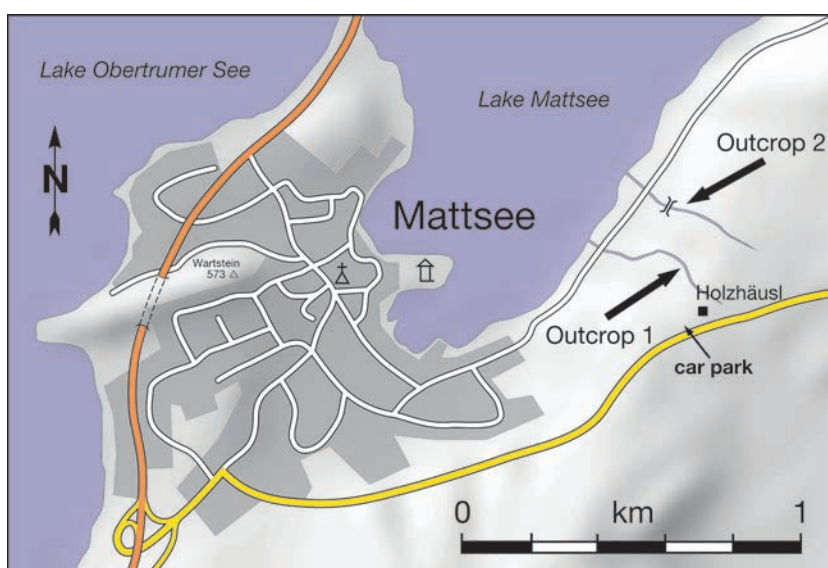 Lake Obertrumer See
Lake Mattsee
N
Outcrop 2
Mattsee
Wartstein
573
Holzhäusl
Outcrop 1
car park
0 km 1